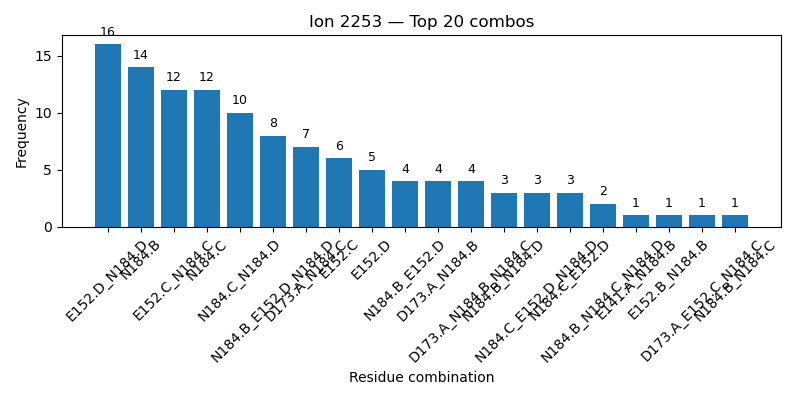 Ion 2253 — Top 20 combos
Frequency
15
10
5
0
16
14
12
12
10
8
7
6
5
4
4
4
3
3
3
2
1
1
1
1
E152.D_N184.D
N184.B
E152.C_N184.C
N184.C
N184.C_N184.D
N184.B_E152.D_N184.D
D173.A_N184.C
E152.C
E152.D
N184.B_E152.D
D173.A_N184.B
D173.A_N184.B_N184.C
N184.B_N184.D
N184.C_E152.D_N184.D
N184.C_E152.D
N184.B_N184.C_N184.D
E141.A_N184.B
E152.B_N184.B
D173.A_E152.C_N184.C
N184.B_N184.C
Residue combination